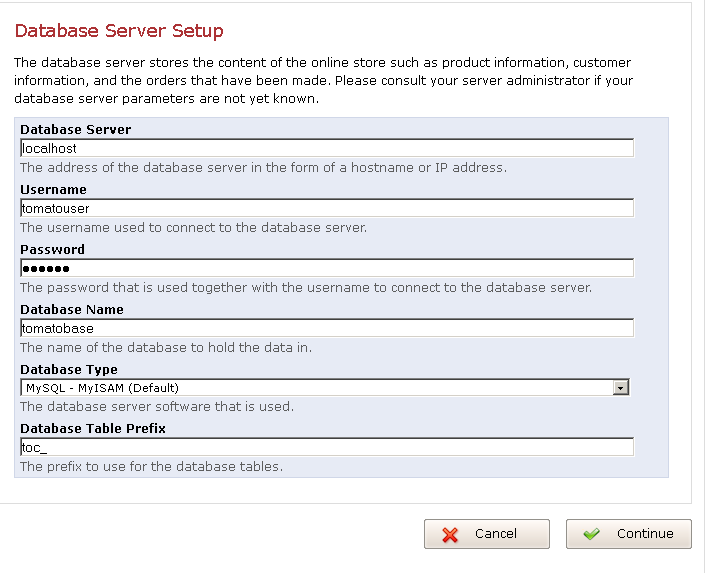 Database Server Setup
The database server stores the content of the online store such as product information, customer
information, and the orders that have been made. Please consult your server administrator if your
database server parameters are not yet known.
Database Server
localhost
The address of the database server in the form of a hostname or IP address.
Username
tomatouser
The username used to connect to the database server.
Password
●●●●●●
The password that is used together with the username to connect to the database server.
Database Name
tomatobase
The name of the database to hold the data in.
Database Type
MySQL - MyISAM (Default)
The database server software that is used.
Database Table Prefix
toc_
The prefix to use for the database tables.
Cancel Continue